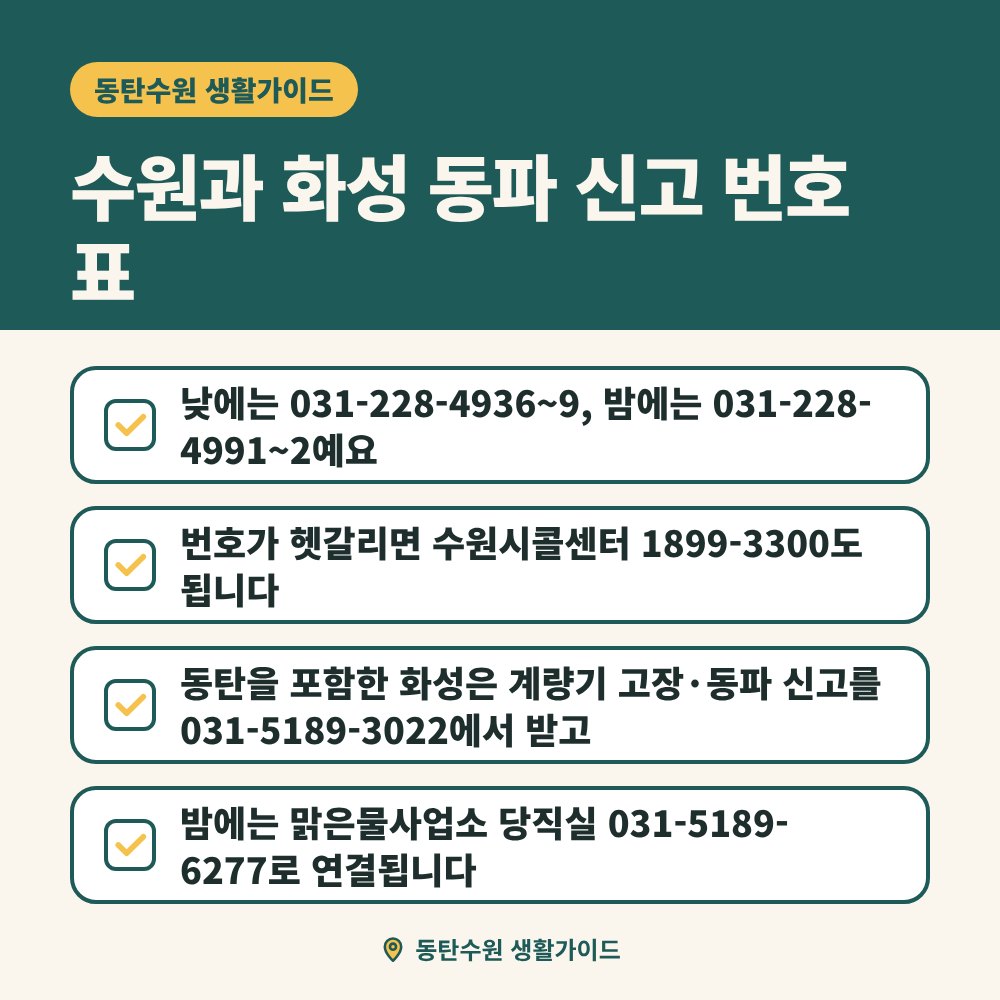 동탄수원 생활가이드
수원과 화성 동파 신고 번호
표
낮에는 031-228-4936~9, 밤에는 031-228-
4991~2예요
번호가 헷갈리면 수원시콜센터 1899-3300도
됩니다
동탄을 포함한 화성은 계량기 고장·동파 신고를
031-5189-3022에서 받고
밤에는 맑은물사업소 당직실 031-5189-
6277로 연결됩니다
동탄수원 생활가이드